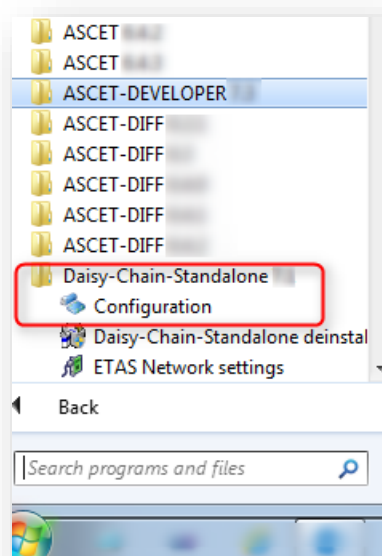 ASCET
ASCET
ASCET-DEVELOPER
ASCET-DIFF
ASCET-DIFF
ASCET-DIFF
ASCET-DIFF
ASCET-DIFF
Daisy-Chain-Standalone
Configuration
Daisy-Chain-Standalone deinstal
ETAS Network settings
Back
Search programs and files